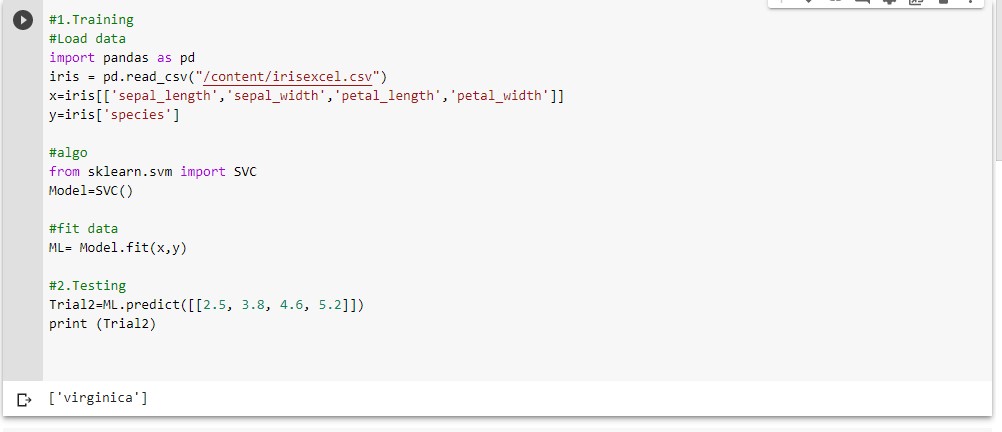 #1.Training
#Load data
import pandas as pd
iris = pd.read_csv("/content/irisexcel.csv")
x=iris[['sepal_length','sepal_width','petal_length','petal_width']]
y=iris['species']
#algo
from sklearn.svm import SVC
Model=SVC()
#fit data
ML= Model.fit(x,y)
#2.Testing
Trial2=ML.predict([[2.5, 3.8, 4.6, 5.2]])
print (Trial2)
['virginica']